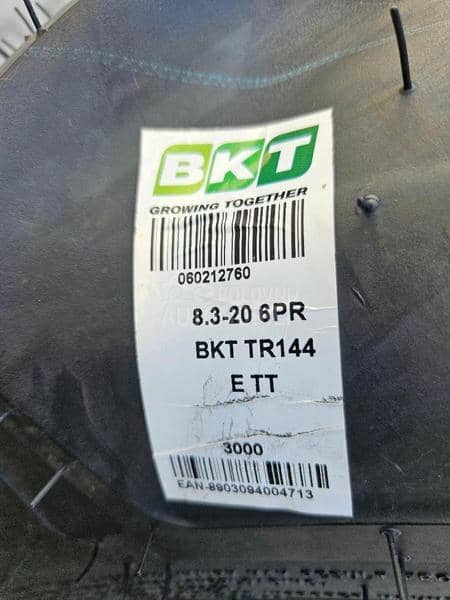 BKT
GROWING TOGETHER
060212760
8.3-20 6PR
BKT TR144
E TT
3000
EAN-8903094004713